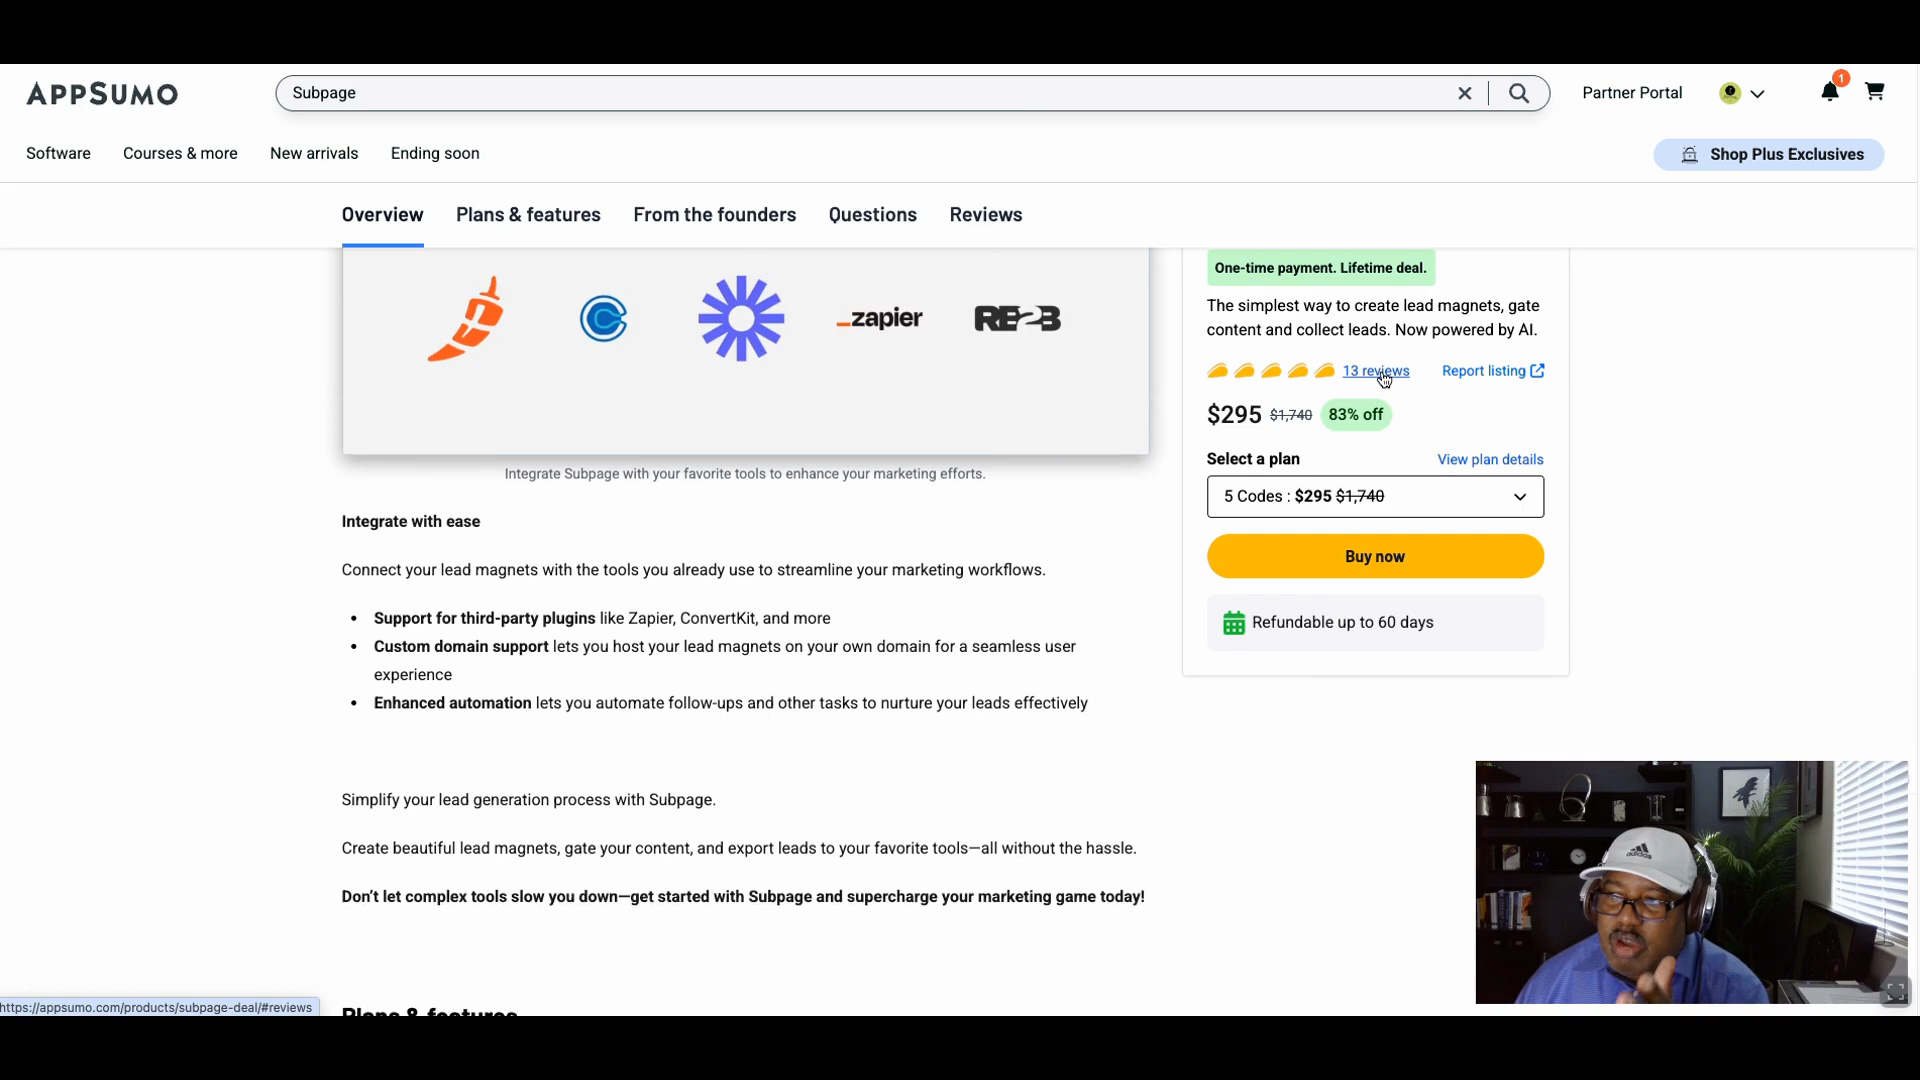 APPSUMO
Subpage
Partner Portal
1
Software
Courses & more
New arrivals
Ending soon
Shop Plus Exclusives
Overview
Plans & features
From the founders
Questions
Reviews
zapier
One-time payment. Lifetime deal.
The simplest way to create lead magnets, gate
content and collect leads. Now powered by AI.
13 reviews
Report listing
$295 $1,740 83% off
Select a plan
View plan details
5 Codes : $295 $1,740
Buy now
Refundable up to 60 days
Integrate Subpage with your favorite tools to enhance your marketing efforts.
Integrate with ease
Connect your lead magnets with the tools you already use to streamline your marketing workflows.
• Support for third-party plugins like Zapier, ConvertKit, and more
• Custom domain support lets you host your lead magnets on your own domain for a seamless user
experience
• Enhanced automation lets you automate follow-ups and other tasks to nurture your leads effectively
Simplify your lead generation process with Subpage.
Create beautiful lead magnets, gate your content, and export leads to your favorite tools—all without the hassle.
Don’t let complex tools slow you down—get started with Subpage and supercharge your marketing game today!
Plans & features
https://appsumo.com/products/subpage-deal/#reviews
adidas